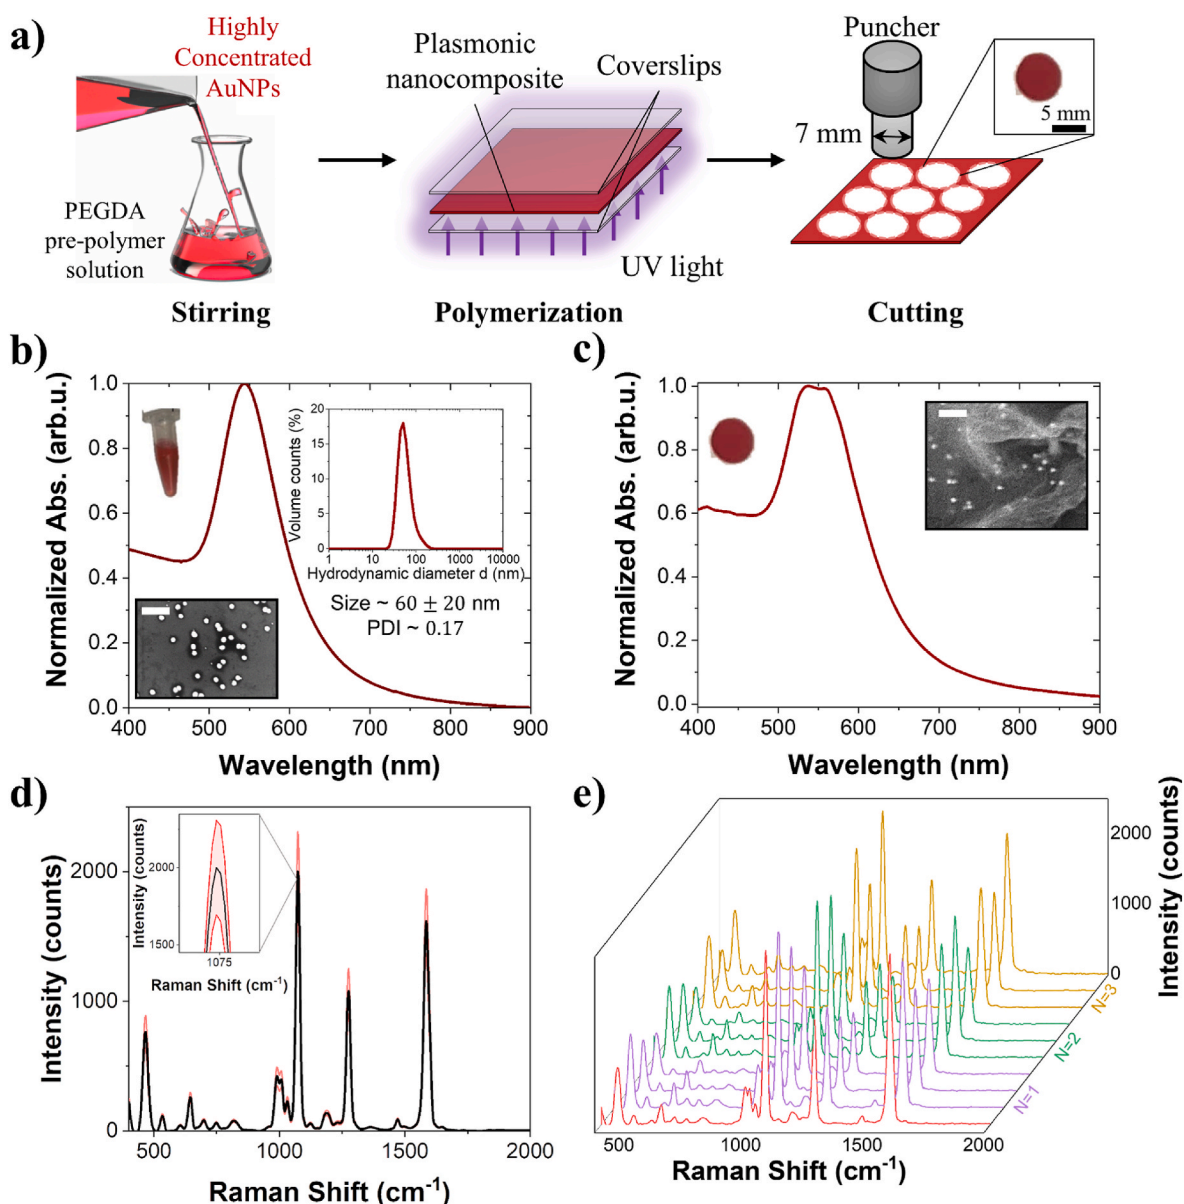 a)
Highly
Concentrated
AuNPs
PEGDA
pre-polymer
solution
Stirring
Plasmonic
nanocomposite
Coverslips
UV light
Polymerization
Puncher
7 mm
5 mm
Cutting
b)
Normalized Abs. (arb.u.)
1.0
0.8
0.6
0.4
0.2
0.0
400 500 600 700 800 900
Wavelength (nm)
Volume counts (%)
20
15
10
5
0
1 10 100 1000 10000
Hydrodynamic diameter d (nm)
Size ~ 60 ± 20 nm
PDI ~ 0.17
c)
Normalized Abs. (arb.u.)
1.0
0.8
0.6
0.4
0.2
0.0
400 500 600 700 800 900
Wavelength (nm)
d)
Intensity (counts)
2000
1000
0
500 1000 1500 2000
Raman Shift (cm⁻¹)
Intensity (counts)
2000
1500
1075
Raman Shift (cm⁻¹)
e)
2000
1000
0
Intensity (counts)
N=3
N=2
N=1
500 1000 1500 2000
Raman Shift (cm⁻¹)